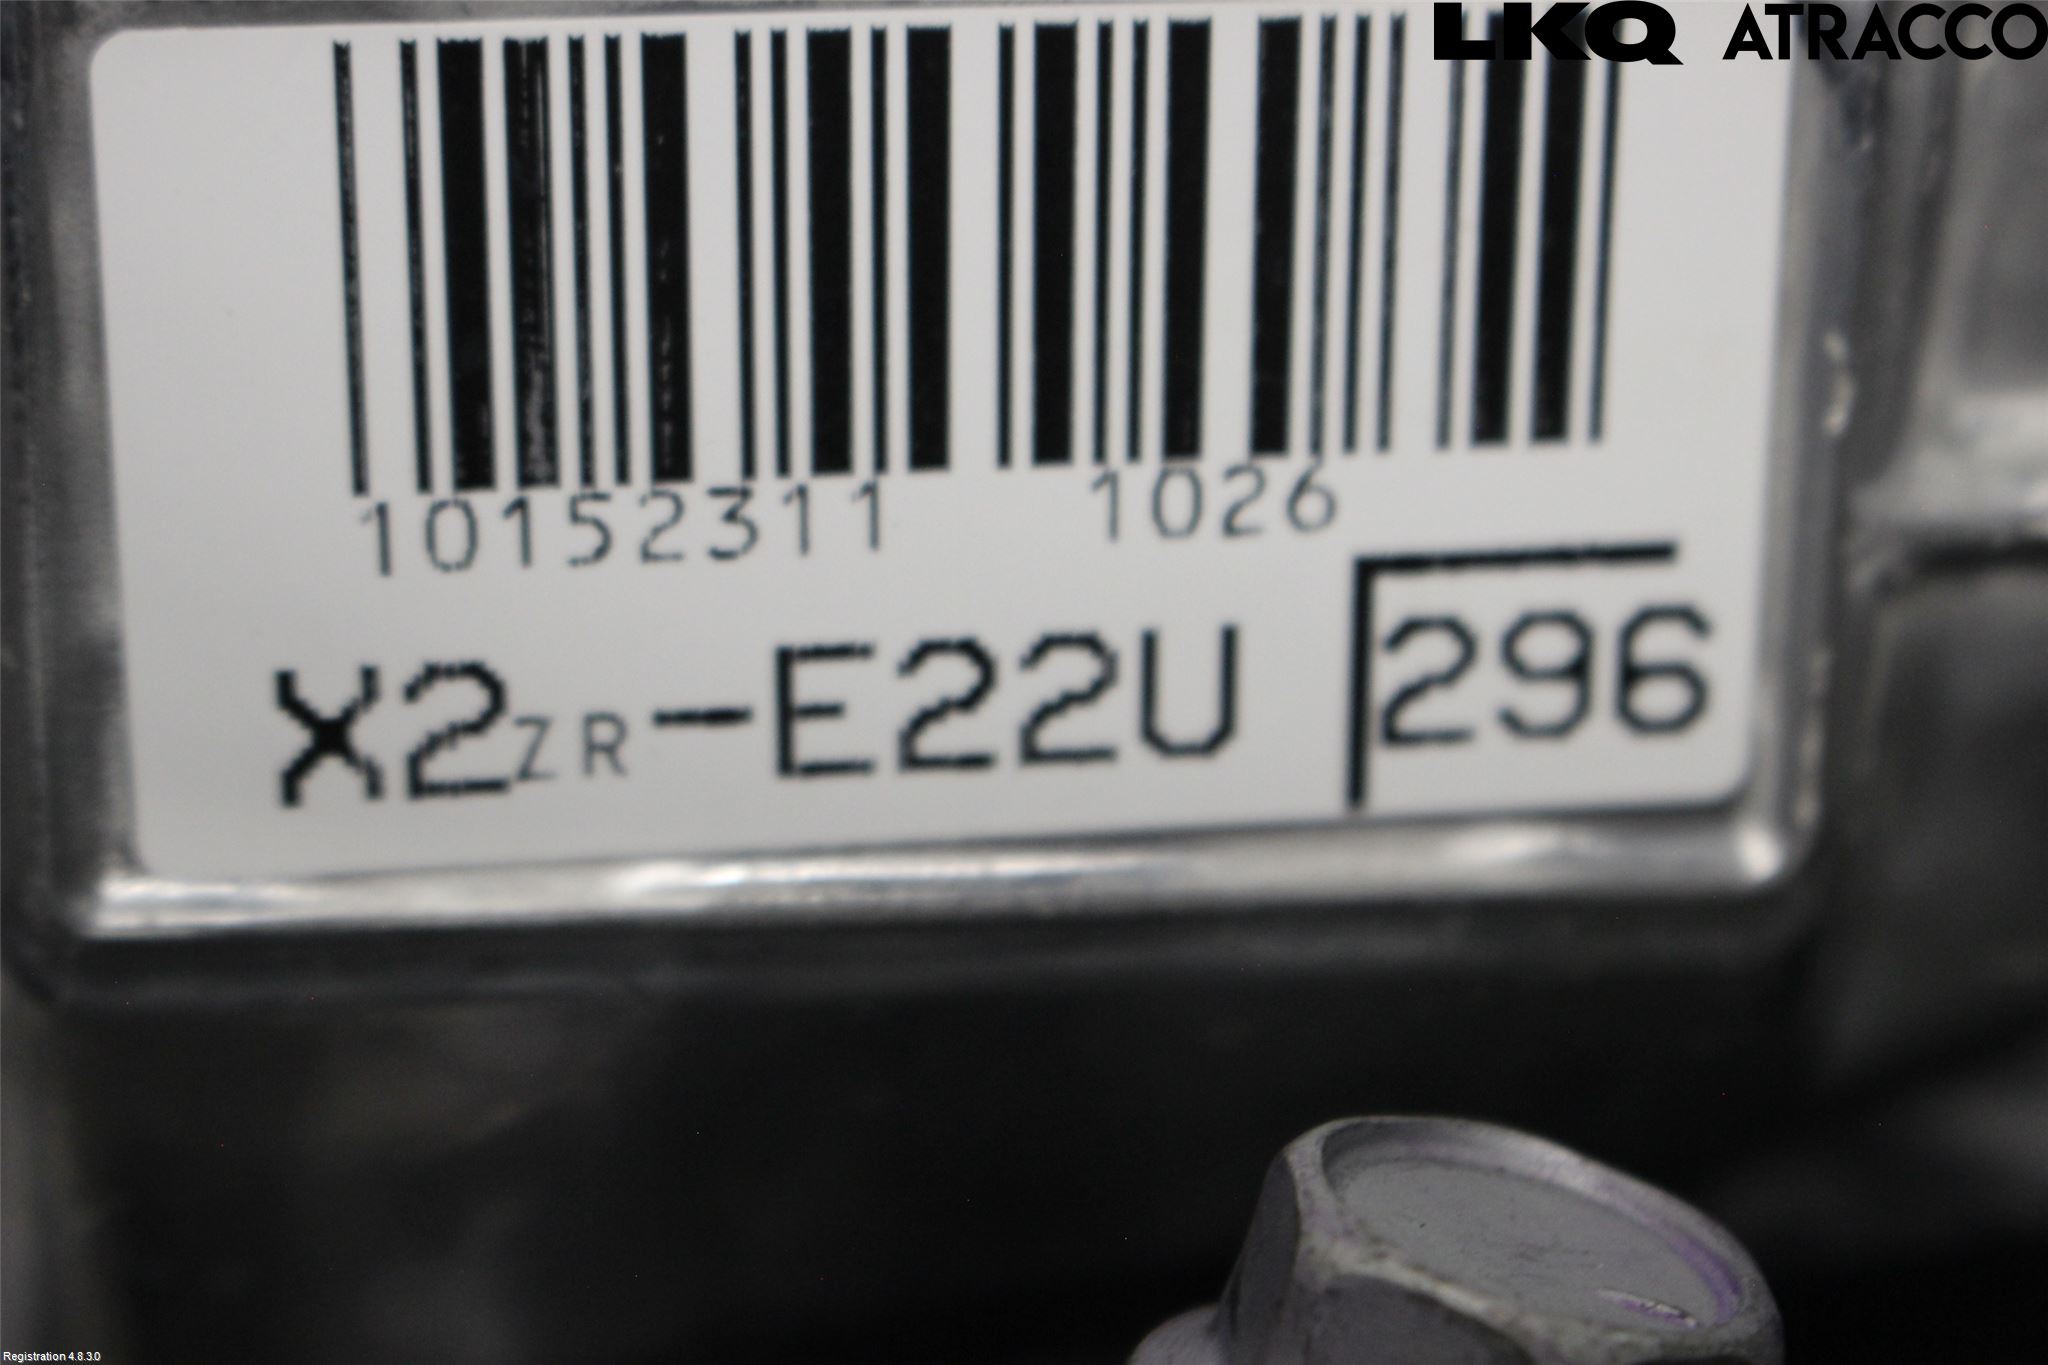 LKQ ATRACCO
10152311 1026
X2ZR-E22U 296
Registration 4.8.3.0